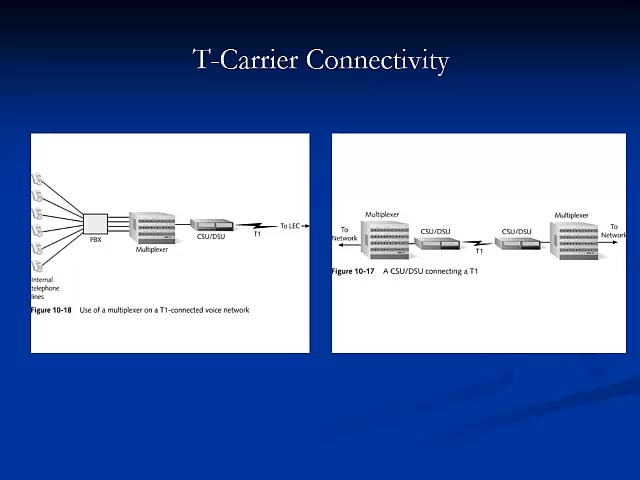 T-Carrier Connectivity
PBX
Multiplexer
CSU/DSU
T1
To LEC
Internal
telephone
lines
Figure 10-18 Use of a multiplexer on a T1-connected voice network
To
Network
Multiplexer
CSU/DSU
T1
CSU/DSU
Multiplexer
To
Network
Figure 10-17 A CSU/DSU connecting a T1